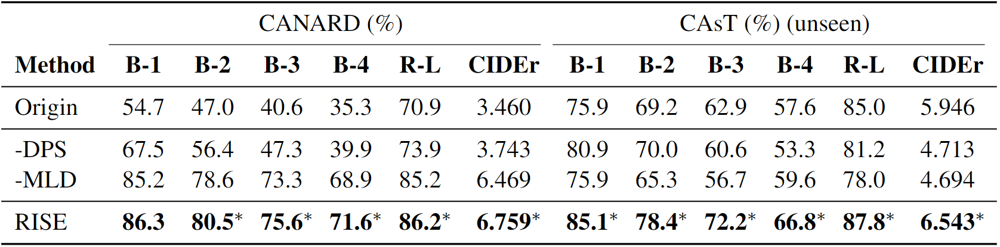 CANARD (%) CAsT (%) (unseen)
Method B-1 B-2 B-3 B-4 R-L CIDEr B-1 B-2 B-3 B-4 R-L CIDEr
Origin 54.7 47.0 40.6 35.3 70.9 3.460 75.9 69.2 62.9 57.6 85.0 5.946
-DPS 67.5 56.4 47.3 39.9 73.9 3.743 80.9 70.0 60.6 53.3 81.2 4.713
-MLD 85.2 78.6 73.3 68.9 85.2 6.469 75.9 65.3 56.7 59.6 78.0 4.694
RISE 86.3 80.5* 75.6* 71.6* 86.2* 6.759* 85.1* 78.4* 72.2* 66.8* 87.8* 6.543*